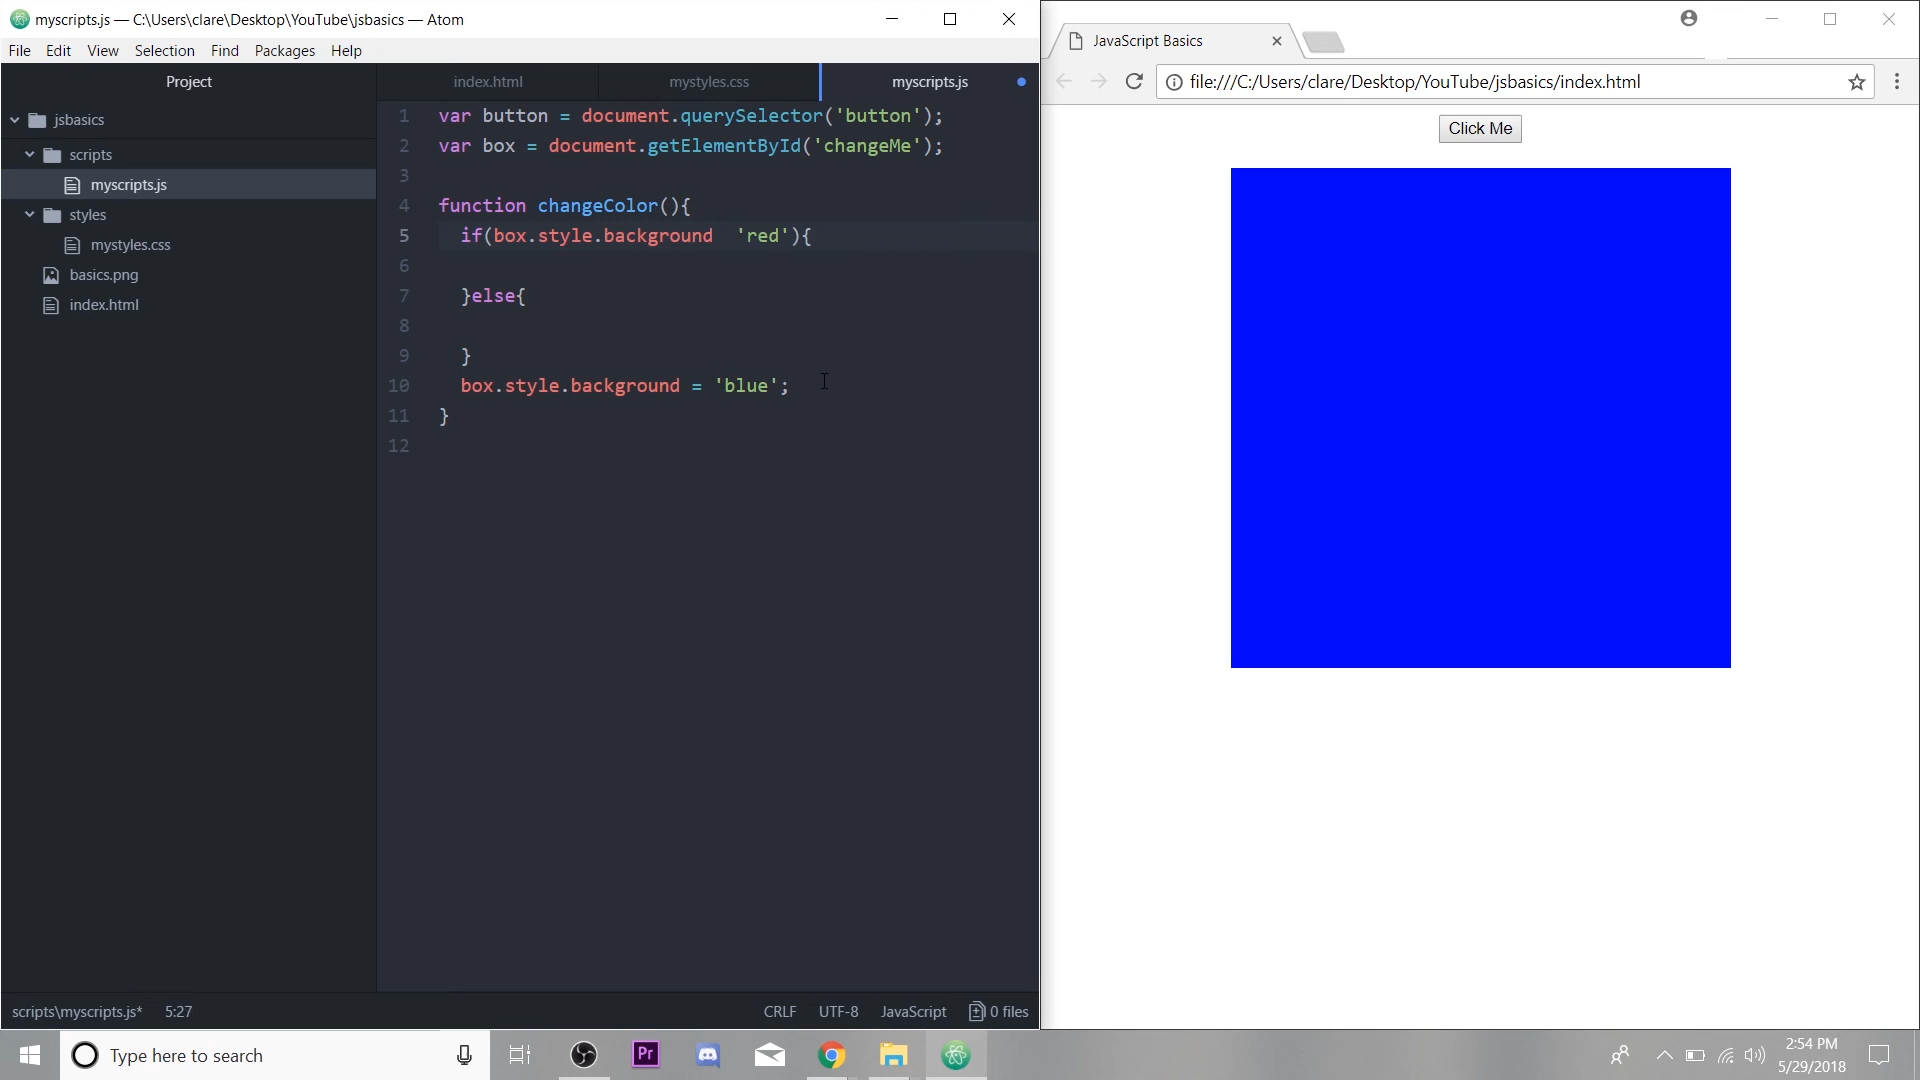 myscripts.js — C:\Users\clare\Desktop\YouTube\jsbasics — Atom
File Edit View Selection Find Packages Help
Project
jsbasics
scripts
myscripts.js
styles
mystyles.css
basics.png
index.html
index.html mystyles.css myscripts.js
1 var button = document.querySelector('button');
2 var box = document.getElementById('changeMe');
3
4 function changeColor(){
5 if(box.style.background  'red'){
6
7 }else{
8
9 }
10 box.style.background = 'blue';
11 }
12
scripts\myscripts.js* 5:27 CRLF UTF-8 JavaScript 0 files
JavaScript Basics
file:///C:/Users/clare/Desktop/YouTube/jsbasics/index.html
Click Me
Type here to search
Pr
2:54 PM
5/29/2018